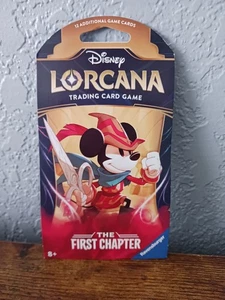 12 ADDITIONAL GAME CARDS
Disney
LORCANA
TRADING CARD GAME
THE
FIRST CHAPTER
8+
Ravensburger